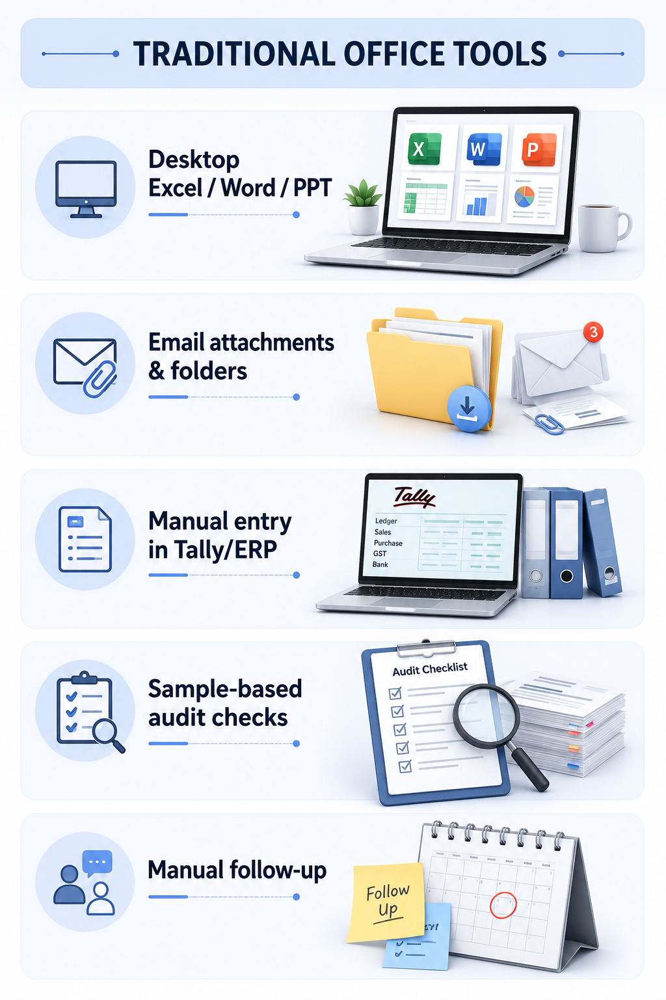 TRADITIONAL OFFICE TOOLS
Desktop
Excel / Word / PPT
X
W
P
Email attachments
& folders
3
Manual entry
in Tally/ERP
Tally
Ledger
Sales
Purchase
GST
Bank
Sample-based
audit checks
Audit Checklist
Manual follow-up
Follow
Up